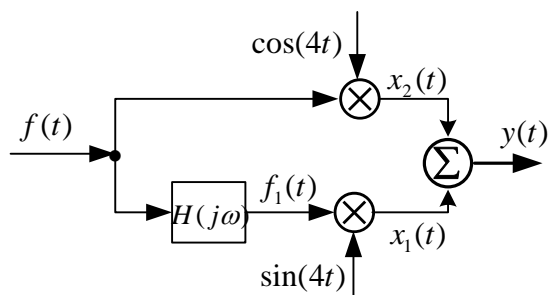 cos(4t)
x₂(t)
f(t)
y(t)
Σ
f₁(t)
H(jω)
x₁(t)
sin(4t)